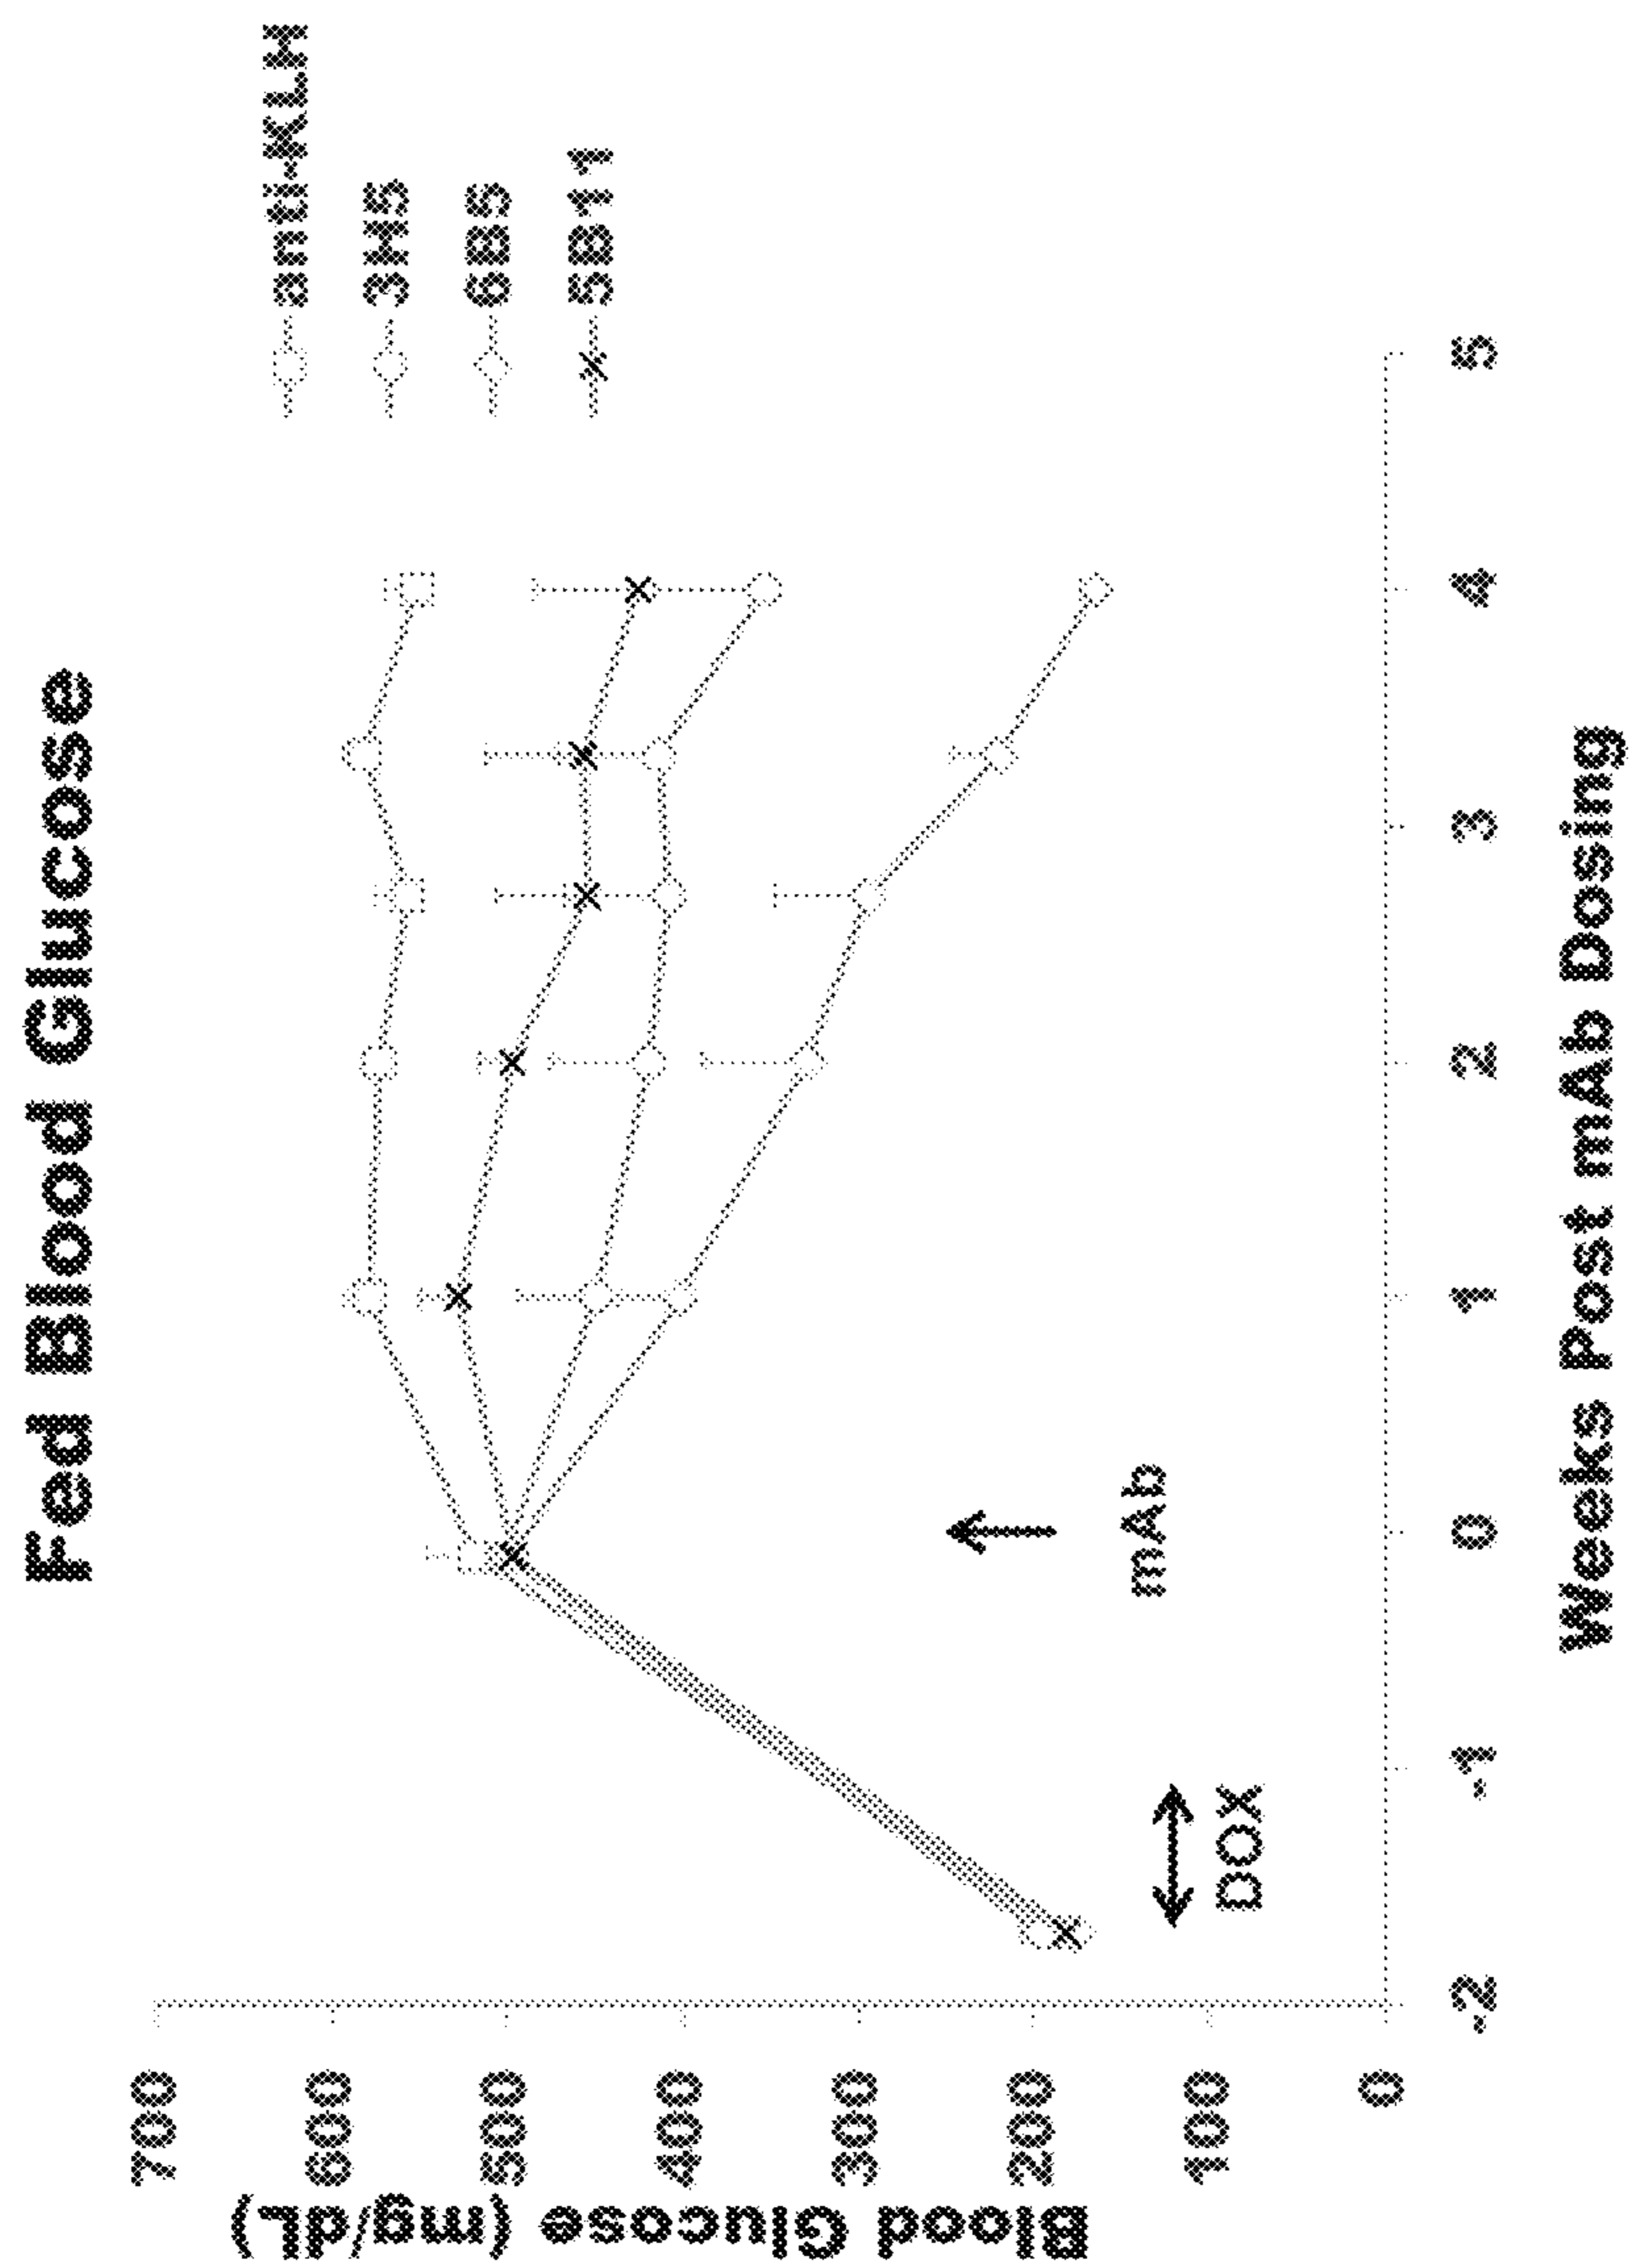 Fed Blood Glucose
anti-KLH
3H5
6B5
5B11
Blood Glucose (mg/dL)
700
600
500
400
300
200
100
0
mAb
DOX
-2
-1
0
1
2
3
4
5
Weeks Post mAb Dosing